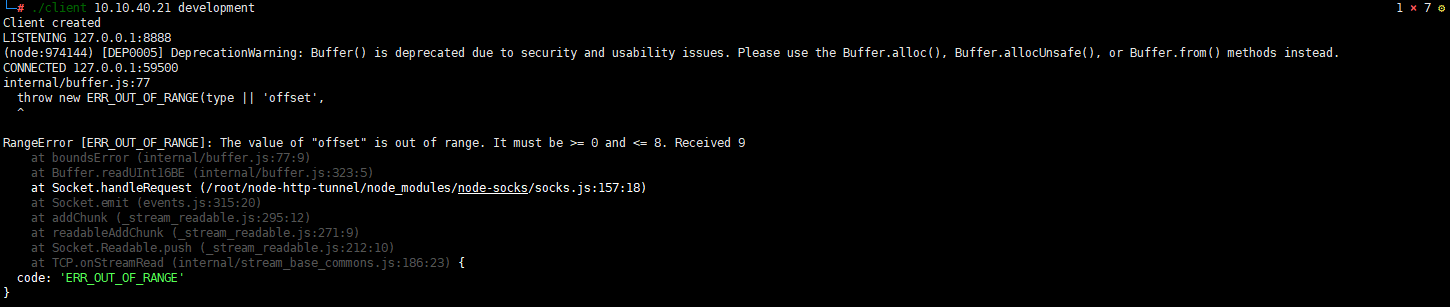 └─# ./client 10.10.40.21 development 1 ✗ 7 ⚙
Client created
LISTENING 127.0.0.1:8888
(node:974144) [DEP0005] DeprecationWarning: Buffer() is deprecated due to security and usability issues. Please use the Buffer.alloc(), Buffer.allocUnsafe(), or Buffer.from() methods instead.
CONNECTED 127.0.0.1:59500
internal/buffer.js:77
  throw new ERR_OUT_OF_RANGE(type || 'offset',
  ^
RangeError [ERR_OUT_OF_RANGE]: The value of "offset" is out of range. It must be >= 0 and <= 8. Received 9
    at boundsError (internal/buffer.js:77:9)
    at Buffer.readUInt16BE (internal/buffer.js:323:5)
    at Socket.handleRequest (/root/node-http-tunnel/node_modules/node-socks/socks.js:157:18)
    at Socket.emit (events.js:315:20)
    at addChunk (_stream_readable.js:295:12)
    at readableAddChunk (_stream_readable.js:271:9)
    at Socket.Readable.push (_stream_readable.js:212:10)
    at TCP.onStreamRead (internal/stream_base_commons.js:186:23) {
  code: 'ERR_OUT_OF_RANGE'
}